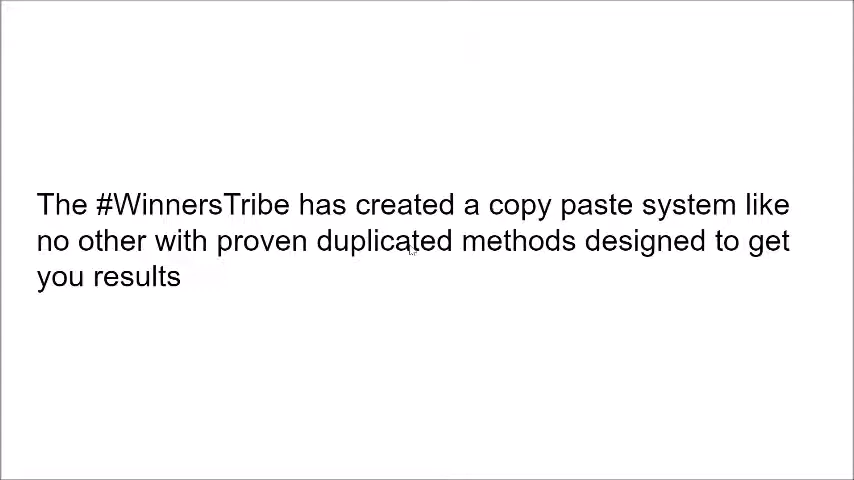 The #WinnersTribe has created a copy paste system like
no other with proven duplicated methods designed to get
you results